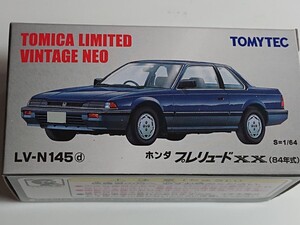 TOMICA LIMITED
VINTAGE NEO
TOMYTEC
S=1/64
LV-N145d
ホンダ プレリュードXX (84年式)